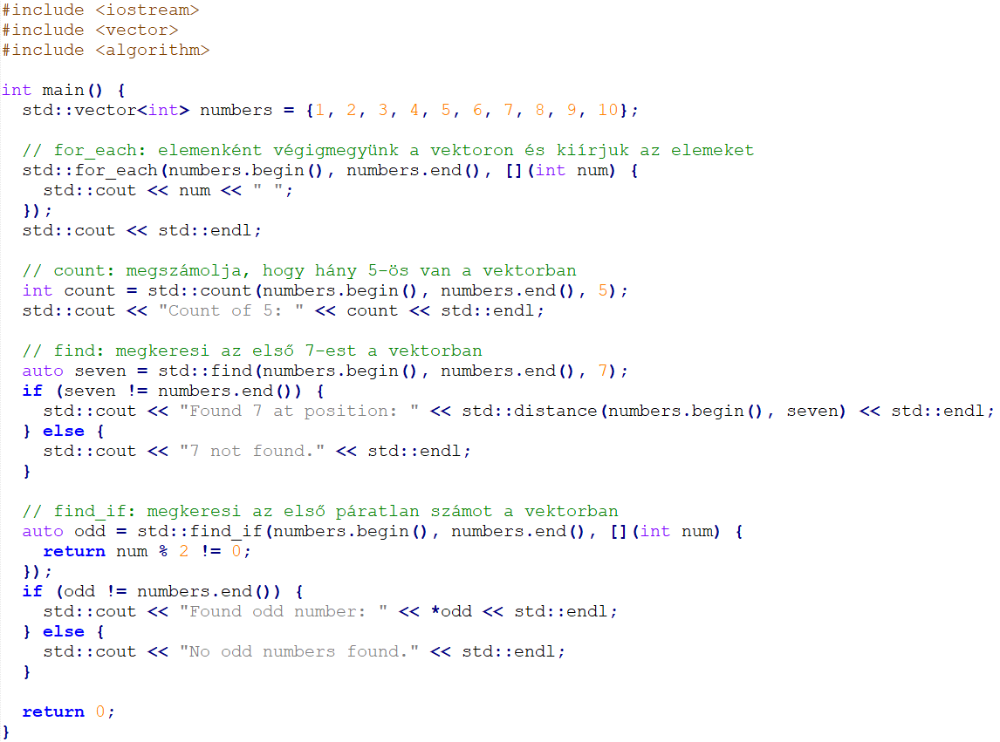 #include <iostream>
#include <vector>
#include <algorithm>

int main() {
  std::vector<int> numbers = {1, 2, 3, 4, 5, 6, 7, 8, 9, 10};

  // for_each: elemenként végigmegyünk a vektoron és kiírjuk az elemeket
  std::for_each(numbers.begin(), numbers.end(), [](int num) {
    std::cout << num << " ";
  });
  std::cout << std::endl;

  // count: megszámolja, hogy hány 5-ös van a vektorban
  int count = std::count(numbers.begin(), numbers.end(), 5);
  std::cout << "Count of 5: " << count << std::endl;

  // find: megkeresi az első 7-est a vektorban
  auto seven = std::find(numbers.begin(), numbers.end(), 7);
  if (seven != numbers.end()) {
    std::cout << "Found 7 at position: " << std::distance(numbers.begin(), seven) << std::endl;
  } else {
    std::cout << "7 not found." << std::endl;
  }

  // find_if: megkeresi az első páratlan számot a vektorban
  auto odd = std::find_if(numbers.begin(), numbers.end(), [](int num) {
    return num % 2 != 0;
  });
  if (odd != numbers.end()) {
    std::cout << "Found odd number: " << *odd << std::endl;
  } else {
    std::cout << "No odd numbers found." << std::endl;
  }

  return 0;
}